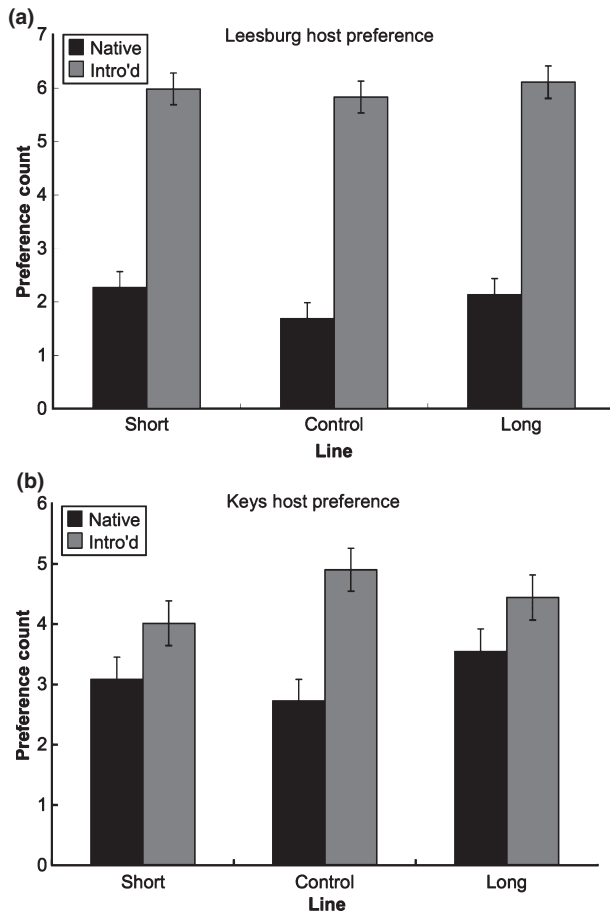 (a)
Leesburg host preference
Native
Intro'd
7
6
5
4
3
2
1
0
Preference count
Short Control Long
Line
(b)
Keys host preference
Native
Intro'd
6
5
4
3
2
1
0
Preference count
Short Control Long
Line